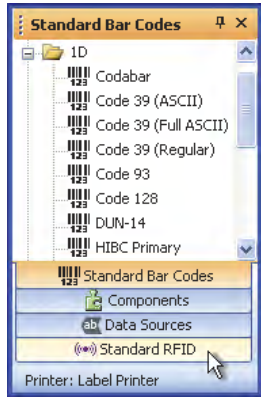 Standard Bar Codes
1D
Codabar
Code 39 (ASCII)
Code 39 (Full ASCII)
Code 39 (Regular)
Code 93
Code 128
DUN-14
HIBC Primary
Standard Bar Codes
Components
Data Sources
Standard RFID
Printer: Label Printer